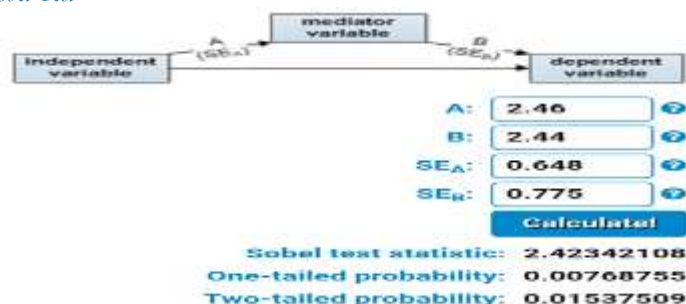 mediator
variable
A
(SEA)
B
(SEB)
independent
variable
dependent
variable
A: 2.46
B: 2.44
SEA: 0.648
SEB: 0.775
Calculate!
Sobel test statistic: 2.42342108
One-tailed probability: 0.00768755
Two-tailed probability: 0.01537509